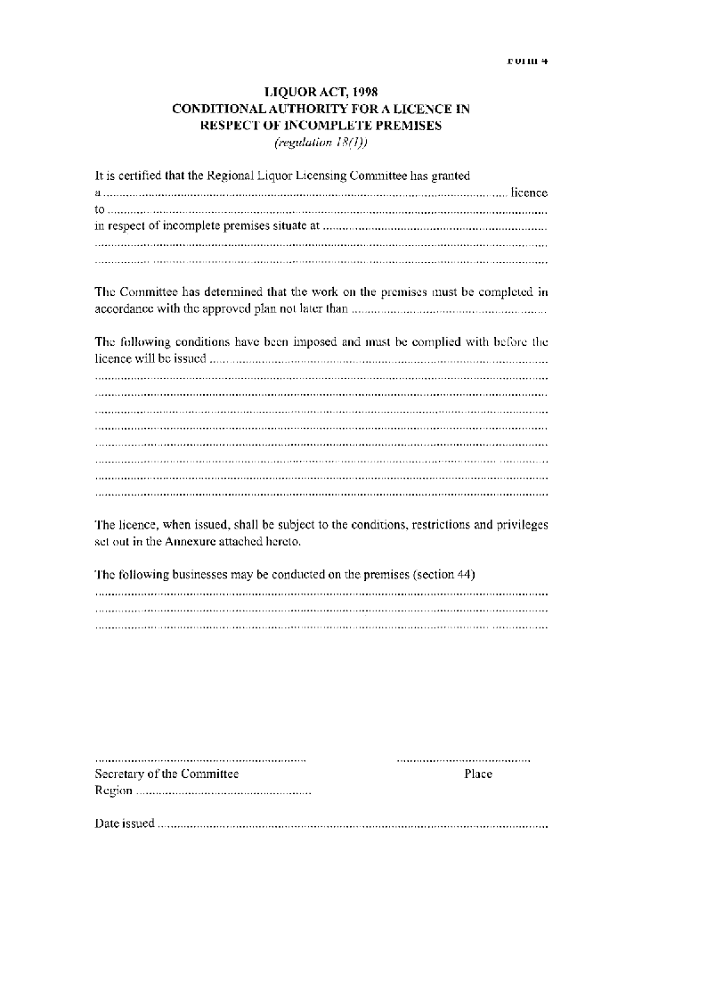 Form 4
LIQUOR ACT, 1998
CONDITIONAL AUTHORITY FOR A LICENCE IN
RESPECT OF INCOMPLETE PREMISES
(regulation 18(1))
It is certified that the Regional Liquor Licensing Committee has granted
a ........................................................................ licence
to ........................................................................
in respect of incomplete premises situate at ........................................
........................................................................
........................................................................
The Committee has determined that the work on the premises must be completed in
accordance with the approved plan not later than ........................................
The following conditions have been imposed and must be complied with before the
licence will be issued ........................................................................
........................................................................
........................................................................
........................................................................
........................................................................
........................................................................
........................................................................
........................................................................
........................................................................
The licence, when issued, shall be subject to the conditions, restrictions and privileges
set out in the Annexure attached hereto.
The following businesses may be conducted on the premises (section 44)
........................................................................
........................................................................
........................................................................
........................................ ........................................
Secretary of the Committee Place
Region ........................................
Date issued ........................................................................